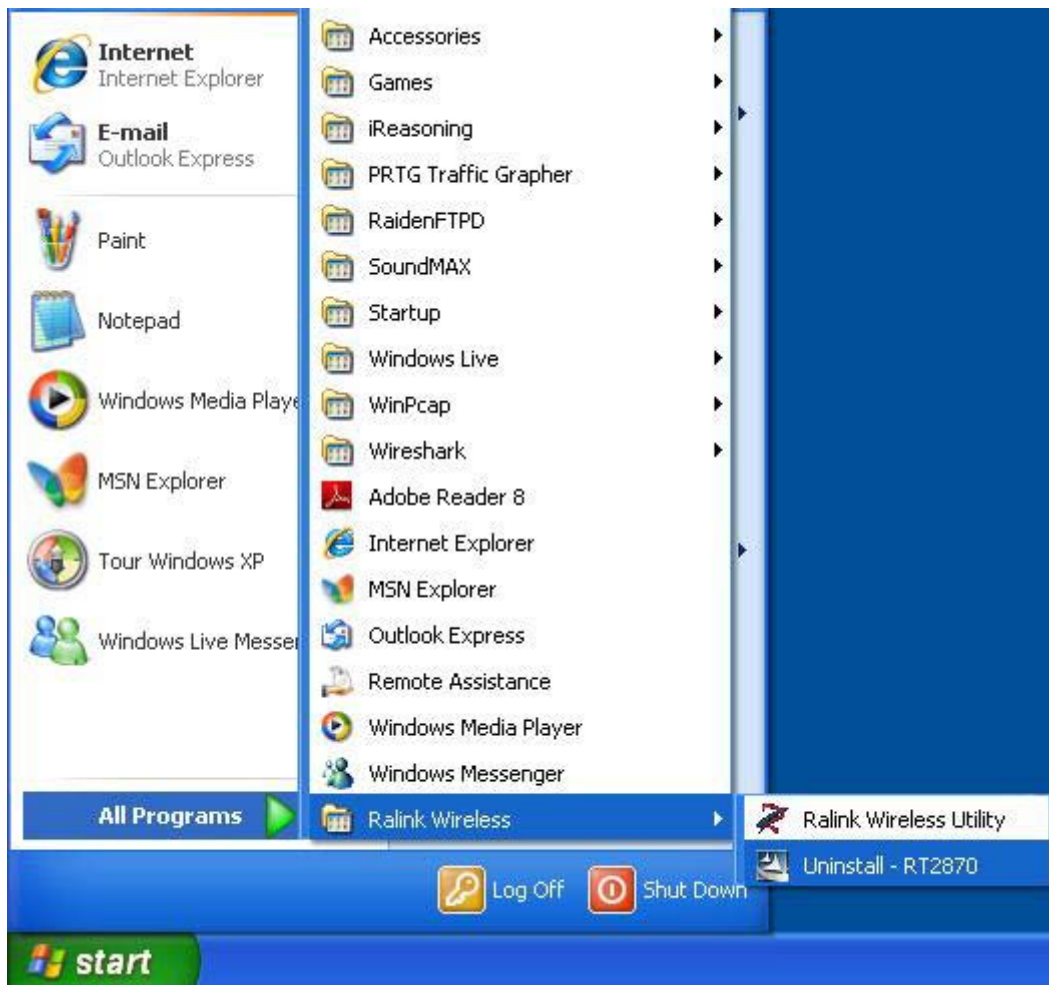 Internet
Internet Explorer
E-mail
Outlook Express
Paint
Notepad
Windows Media Playe
MSN Explorer
Tour Windows XP
Windows Live Messer
All Programs
Accessories
Games
iReasoning
PRTG Traffic Grapher
RaidenFTPD
SoundMAX
Startup
Windows Live
WinPcap
Wireshark
Adobe Reader 8
Internet Explorer
MSN Explorer
Outlook Express
Remote Assistance
Windows Media Player
Windows Messenger
Ralink Wireless
Ralink Wireless Utility
Uninstall - RT2870
Log Off
Shut Down
start